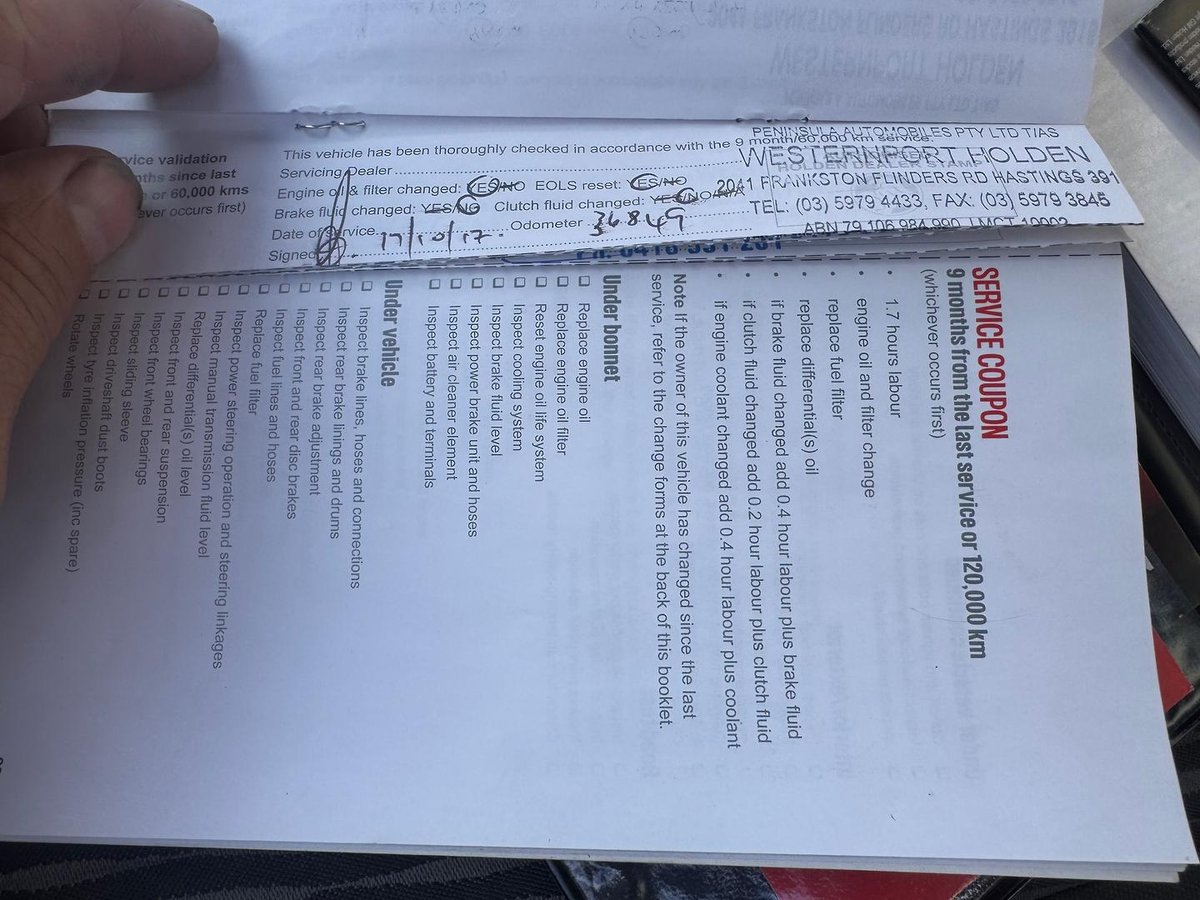 WESTERNPORT HOLDEN
vice validation
ths since last
or 60,000 kms
ever occurs first)
This vehicle has been thoroughly checked in accordance with the 9 month/60,000 km service.
Servicing Dealer
Engine oil & filter changed: YES/NO EOLS reset: YES/NO
Brake fluid changed: YES/NO Clutch fluid changed: YES/NO/N/A
Date of Service 17/10/17 Odometer 36849
Signed
PENINSULA AUTOMOBILES PTY LTD T/AS
WESTERNPORT HOLDEN
2041 FRANKSTON FLINDERS RD HASTINGS 391
TEL: (03) 5979 4433, FAX: (03) 5979 3845
ABN 79 106 984 990 LMCT 10002
SERVICE COUPON
9 months from the last service or 120,000 km
(whichever occurs first)
• 1.7 hours labour
• engine oil and filter change
• replace fuel filter
• replace differential(s) oil
• if brake fluid changed add 0.4 hour labour plus brake fluid
• if clutch fluid changed add 0.2 hour labour plus clutch fluid
• if engine coolant changed add 0.4 hour labour plus coolant
Note If the owner of this vehicle has changed since the last
service, refer to the change forms at the back of this booklet.
Under bonnet
☐ Replace engine oil
☐ Replace engine oil filter
☐ Reset engine oil life system
☐ Inspect cooling system
☐ Inspect brake fluid level
☐ Inspect power brake unit and hoses
☐ Inspect air cleaner element
☐ Inspect battery and terminals
Under vehicle
☐ Inspect brake lines, hoses and connections
☐ Inspect rear brake linings and drums
☐ Inspect rear brake adjustment
☐ Inspect front and rear disc brakes
☐ Inspect fuel lines and hoses
☐ Replace fuel filter
☐ Inspect power steering operation and steering linkages
☐ Inspect manual transmission fluid level
☐ Replace differential(s) oil level
☐ Inspect front and rear suspension
☐ Inspect front wheel bearings
☐ Inspect sliding sleeve
☐ Inspect driveshaft dust boots
☐ Inspect tyre inflation pressure (inc spare)
☐ Rotate wheels